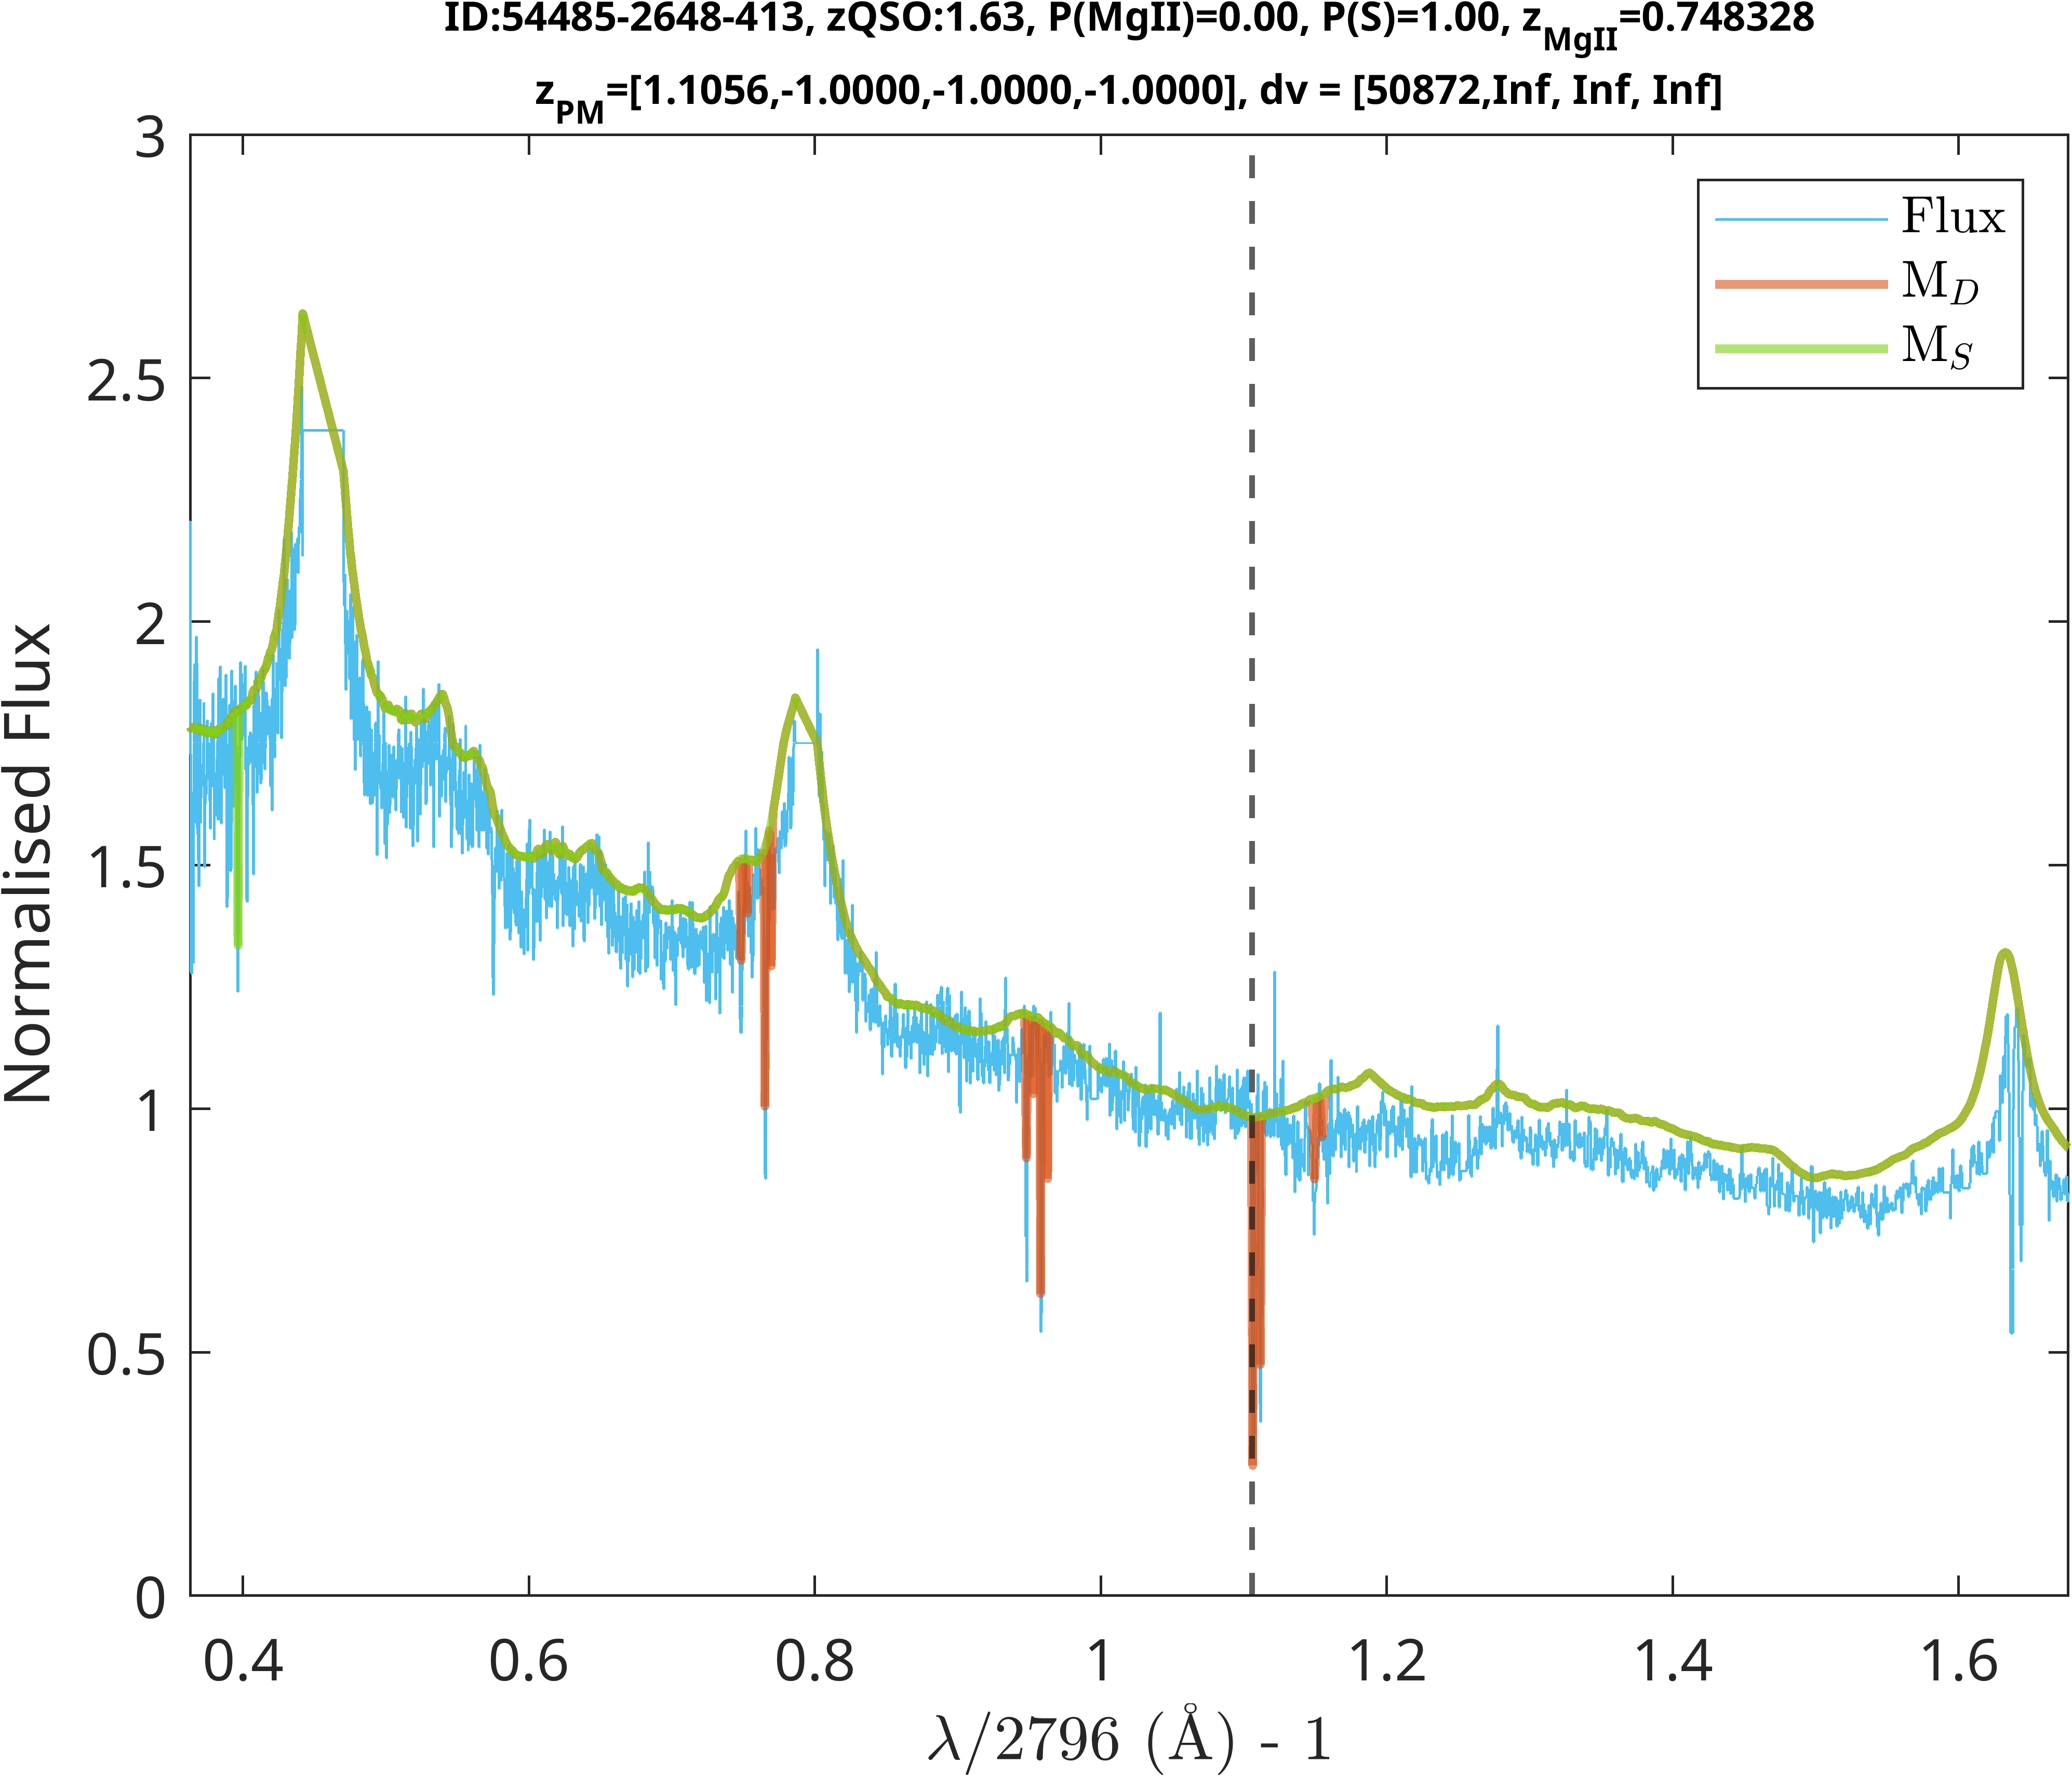 ID:54485-2648-413, zQSO:1.63, P(MgII)=0.00, P(S)=1.00, zMgII=0.748328
zPM=[1.1056,-1.0000,-1.0000,-1.0000], dv = [50872,Inf, Inf, Inf]
3
2.5
2
1.5
1
0.5
0
Normalised Flux
Flux
MD
MS
0.4 0.6 0.8 1 1.2 1.4 1.6
λ/2796 (Å) - 1